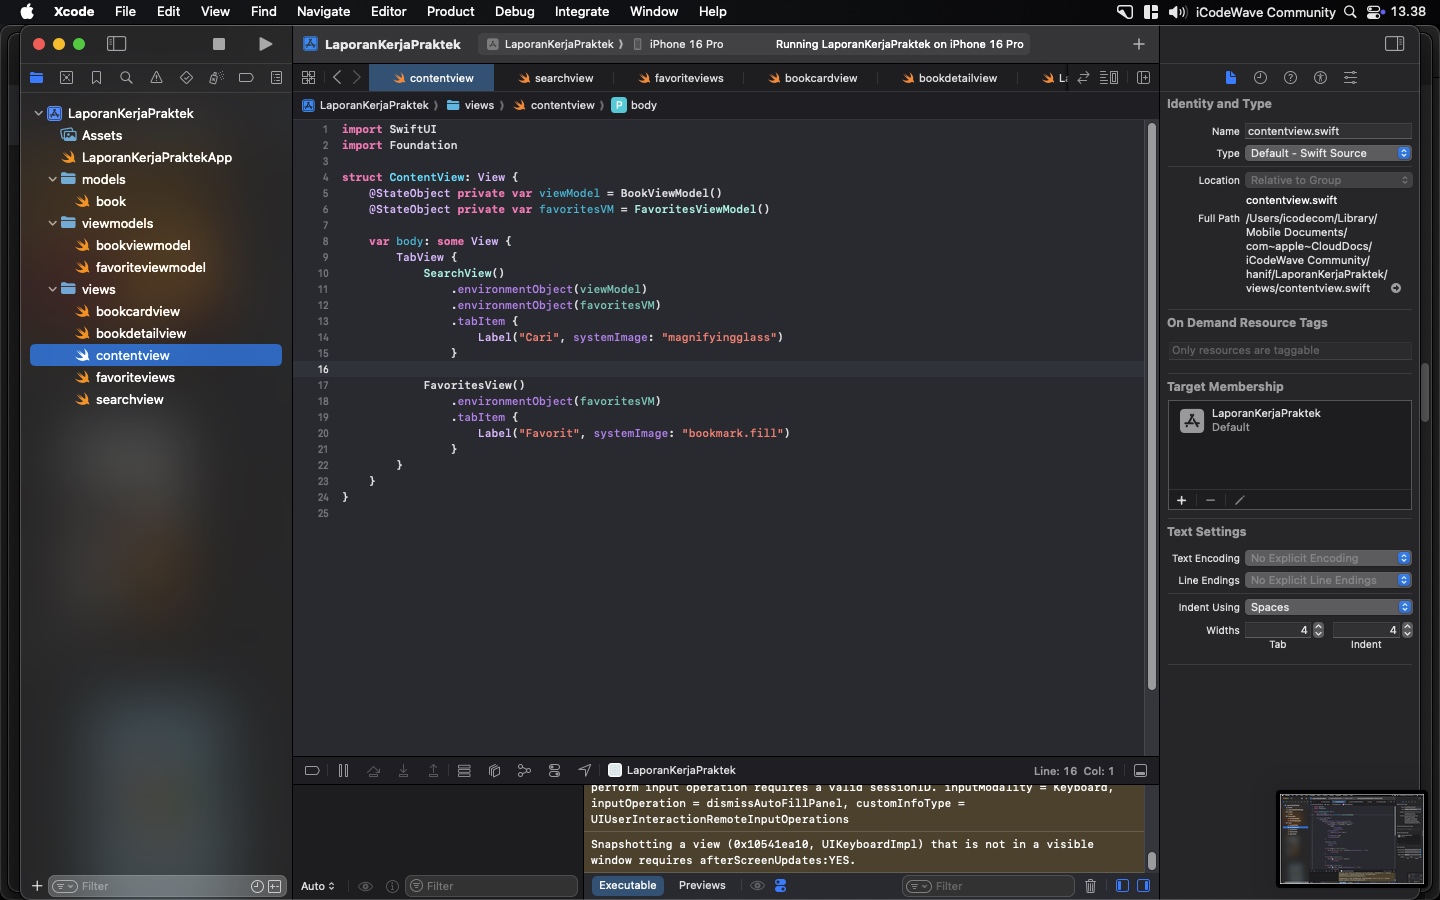 Xcode File Edit View Find Navigate Editor Product Debug Integrate Window Help iCodeWave Community 13.38
LaporanKerjaPraktek LaporanKerjaPraktek iPhone 16 Pro Running LaporanKerjaPraktek on iPhone 16 Pro
contentview searchview favoriteviews bookcardview bookdetailview
LaporanKerjaPraktek views contentview P body
LaporanKerjaPraktek
Assets
LaporanKerjaPraktekApp
models
book
viewmodels
bookviewmodel
favoriteviewmodel
views
bookcardview
bookdetailview
contentview
favoriteviews
searchview
Filter
1 import SwiftUI
2 import Foundation
3
4 struct ContentView: View {
5 @StateObject private var viewModel = BookViewModel()
6 @StateObject private var favoritesVM = FavoritesViewModel()
7
8 var body: some View {
9 TabView {
10 SearchView()
11 .environmentObject(viewModel)
12 .environmentObject(favoritesVM)
13 .tabItem {
14 Label("Cari", systemImage: "magnifyingglass")
15 }
16
17 FavoritesView()
18 .environmentObject(favoritesVM)
19 .tabItem {
20 Label("Favorit", systemImage: "bookmark.fill")
21 }
22 }
23 }
24 }
25
LaporanKerjaPraktek Line: 16 Col: 1
perform input operation requires a valid sessionID. inputModality = Keyboard,
inputOperation = dismissAutoFillPanel, customInfoType =
UIUserInteractionRemoteInputOperations
Snapshotting a view (0x10541ea10, UIKeyboardImpl) that is not in a visible
window requires afterScreenUpdates:YES.
Auto Filter Executable Previews Filter
Identity and Type
Name contentview.swift
Type Default - Swift Source
Location Relative to Group
contentview.swift
Full Path /Users/icodecom/Library/
Mobile Documents/
com~apple~CloudDocs/
iCodeWave Community/
hanif/LaporanKerjaPraktek/
views/contentview.swift
On Demand Resource Tags
Only resources are taggable
Target Membership
LaporanKerjaPraktek
Default
Text Settings
Text Encoding No Explicit Encoding
Line Endings No Explicit Line Endings
Indent Using Spaces
Widths 4 4
Tab Indent